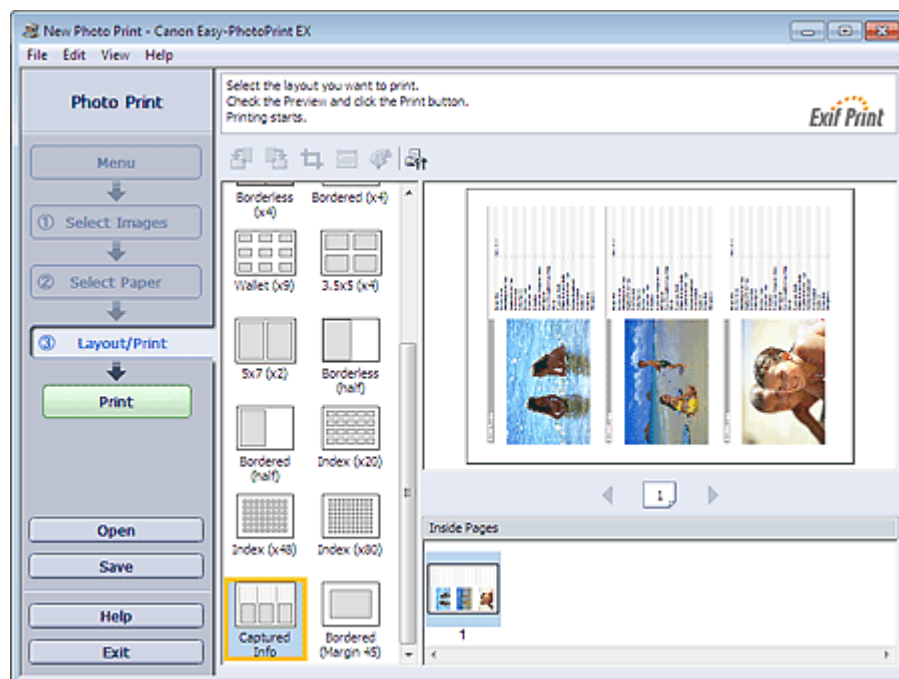 New Photo Print - Canon Easy-PhotoPrint EX
File Edit View Help
Photo Print
Select the layout you want to print.
Check the Preview and click the Print button.
Printing starts.
Exif Print
Menu
① Select Images
② Select Paper
③ Layout/Print
Print
Open
Save
Help
Exit
Borderless
(x4)
Bordered (x4)
Wallet (x9)
3.5x5 (x4)
5x7 (x2)
Borderless
(half)
Bordered
(half)
Index (x20)
Index (x48)
Index (x80)
Captured
Info
Bordered
(Margin 45)
1
Inside Pages
1